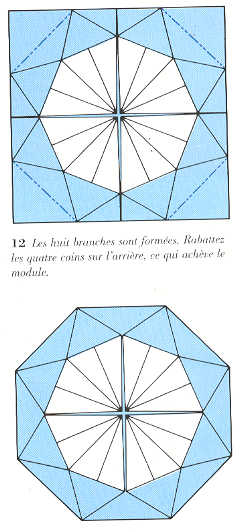 12 Les huit branches sont formées. Rabattez
les quatre coins sur l'arrière, ce qui achève le
module.